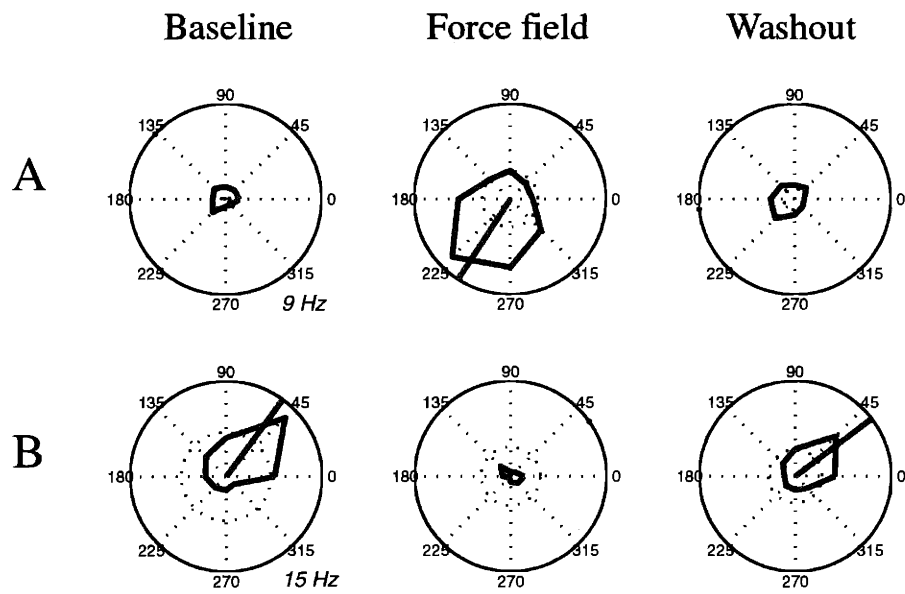 Baseline Force field Washout
A
90 90 90
135 45 135 45 135 45
180 0 180 0 180 0
225 315 225 315 225 315
270 270 270
9 Hz
B
90 90 90
135 45 135 45 135 45
180 0 180 0 180 0
225 315 225 315 225 315
270 270 270
15 Hz